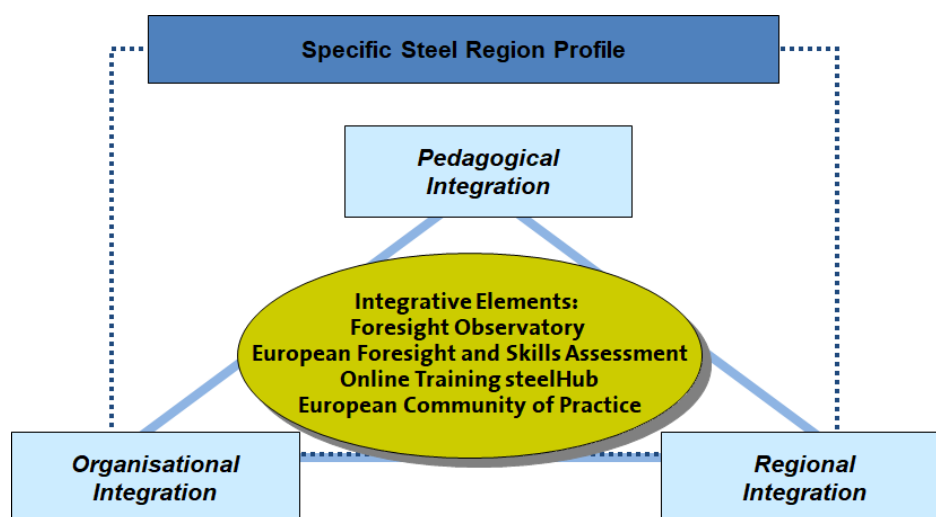 Specific Steel Region Profile
Pedagogical
Integration
Integrative Elements:
Foresight Observatory
European Foresight and Skills Assessment
Online Training steelHub
European Community of Practice
Organisational
Integration
Regional
Integration